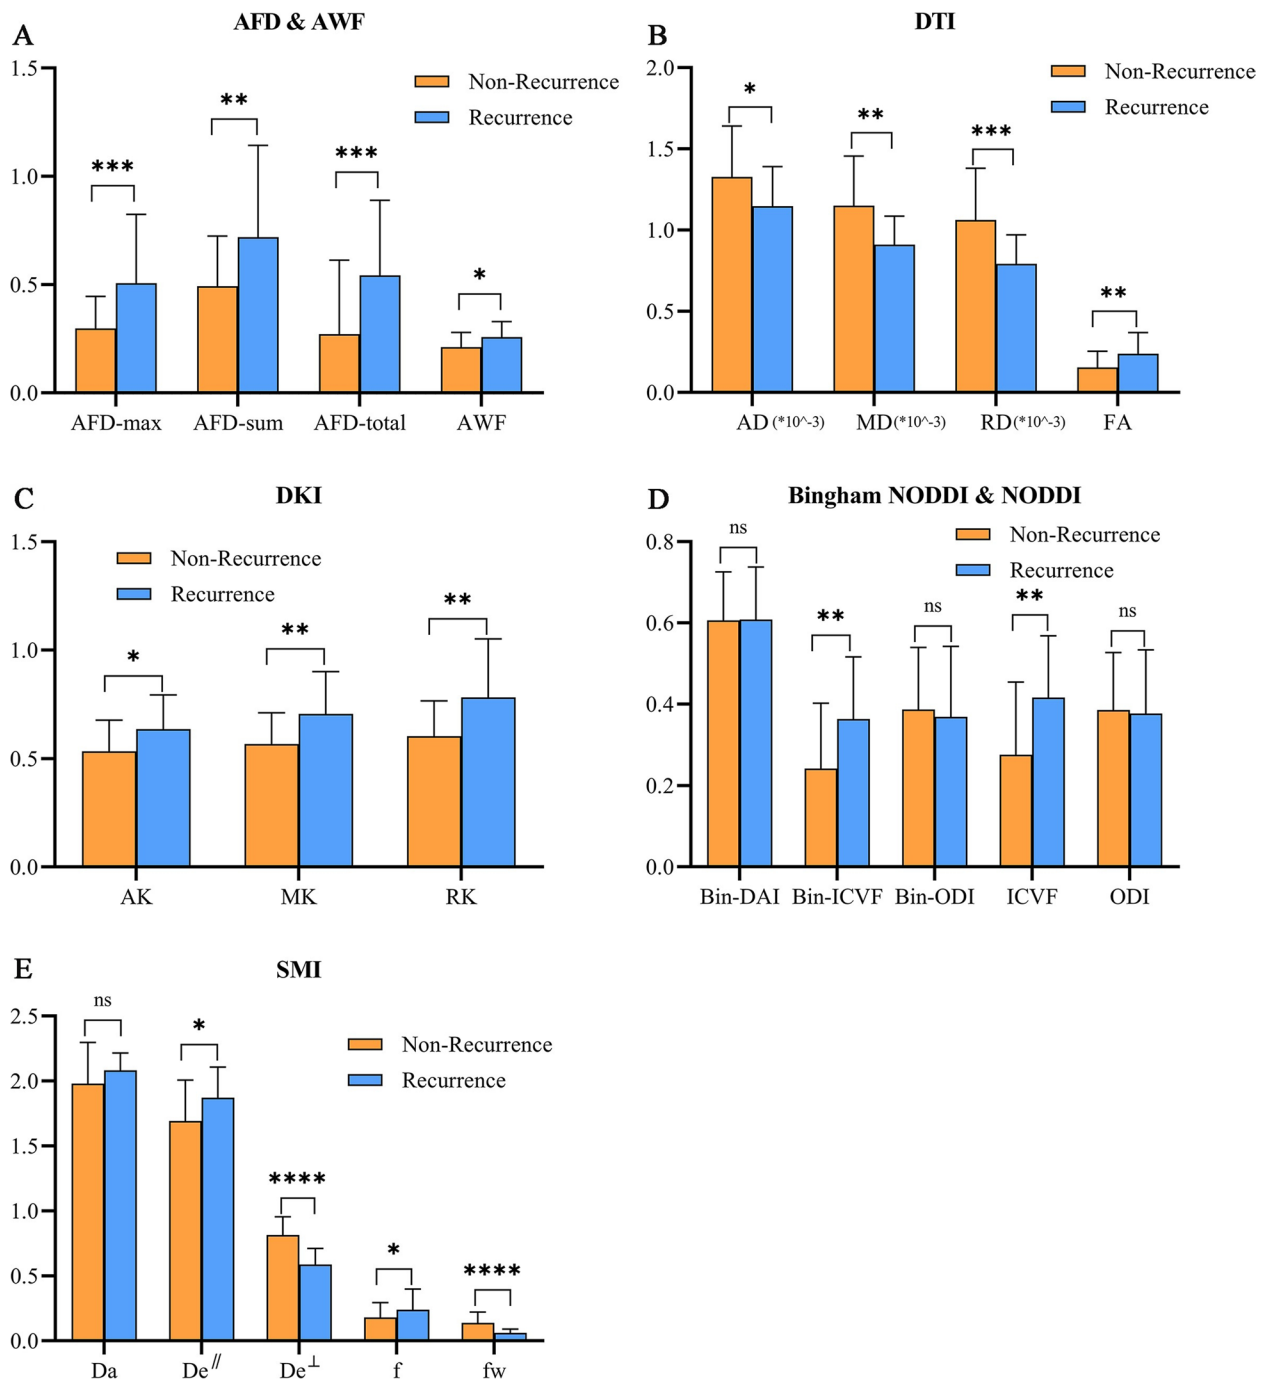 A
AFD & AWF
Non-Recurrence
Recurrence
1.5
1.0
0.5
0.0
***
**
***
*
AFD-max AFD-sum AFD-total AWF
B
DTI
Non-Recurrence
Recurrence
2.0
1.5
1.0
0.5
0.0
*
**
***
**
AD (*10^-3) MD(*10^-3) RD(*10^-3) FA
C
DKI
Non-Recurrence
Recurrence
1.5
1.0
0.5
0.0
*
**
**
AK MK RK
D
Bingham NODDI & NODDI
Non-Recurrence
Recurrence
0.8
0.6
0.4
0.2
0.0
ns
**
ns
**
ns
Bin-DAI Bin-ICVF Bin-ODI ICVF ODI
E
SMI
Non-Recurrence
Recurrence
2.5
2.0
1.5
1.0
0.5
0.0
ns
*
****
*
****
Da De// De⊥ f fw